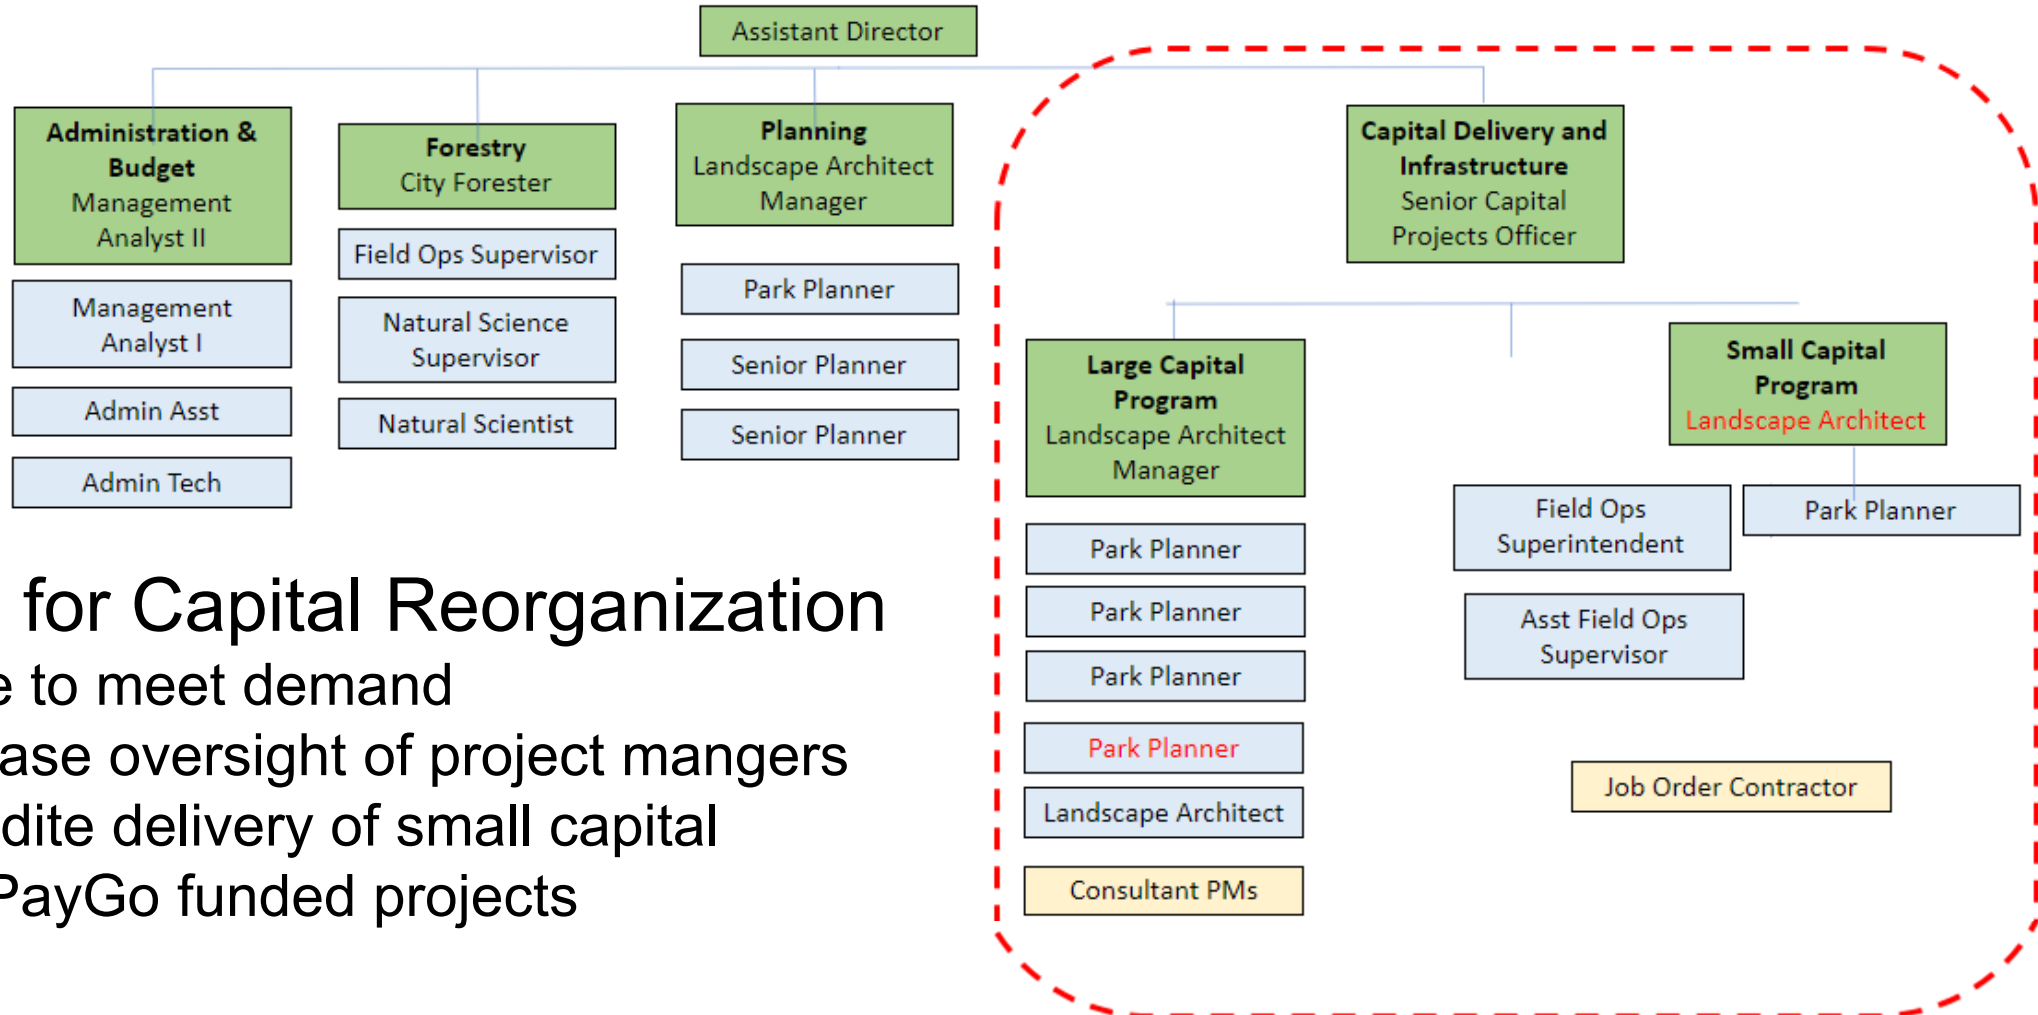 Assistant Director
Administration &
Budget
Management
Analyst II
Management
Analyst I
Admin Asst
Admin Tech
Forestry
City Forester
Field Ops Supervisor
Natural Science
Supervisor
Natural Scientist
Planning
Landscape Architect
Manager
Park Planner
Senior Planner
Senior Planner
Capital Delivery and
Infrastructure
Senior Capital
Projects Officer
Large Capital
Program
Landscape Architect
Manager
Park Planner
Park Planner
Park Planner
Park Planner
Landscape Architect
Consultant PMs
Field Ops
Superintendent
Asst Field Ops
Supervisor
Small Capital
Program
Landscape Architect
Park Planner
Job Order Contractor
for Capital Reorganization
e to meet demand
ase oversight of project mangers
dite delivery of small capital
PayGo funded projects